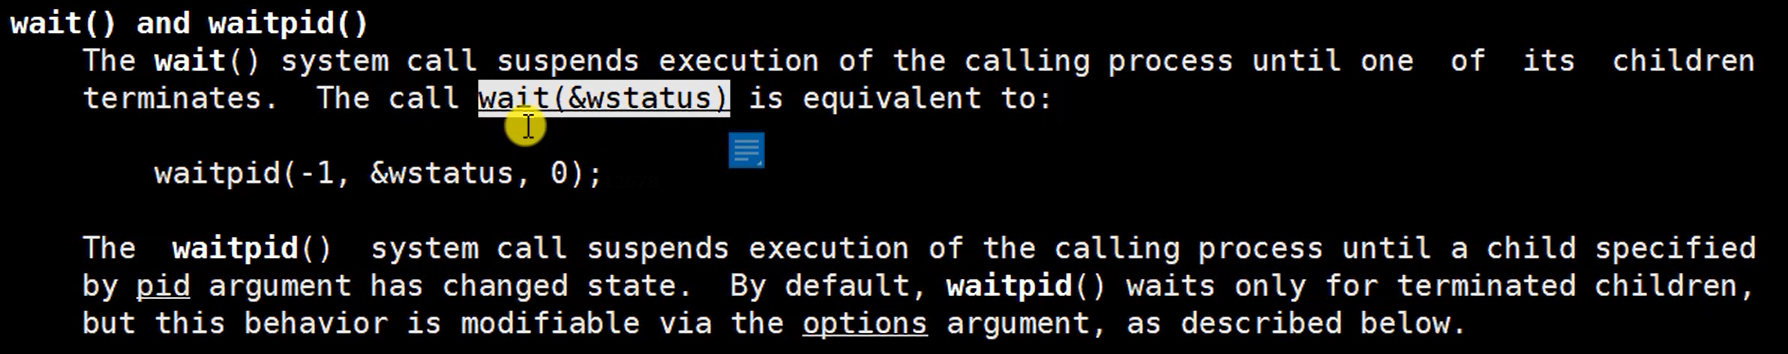 wait() and waitpid()
The wait() system call suspends execution of the calling process until one of its children
terminates. The call wait(&wstatus) is equivalent to:
waitpid(-1, &wstatus, 0);
The waitpid() system call suspends execution of the calling process until a child specified
by pid argument has changed state. By default, waitpid() waits only for terminated children,
but this behavior is modifiable via the options argument, as described below.